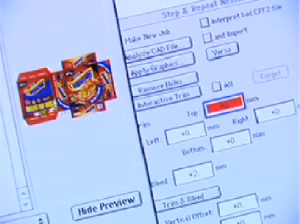 Step & Repeat
Interpret bad CFF2 file
Make New Job
and Import
Analyze CAD File
Versa
Apply Graphics
Remove Holes
All
Forget
Interactive Trim
Top
mm
Left
+0.
mm
Right
+0.
mm
Bottom
+0.
mm
Bleed
+2.
mm
Trim & Bleed
Hide Preview
Vertical Offset
+0.
mm